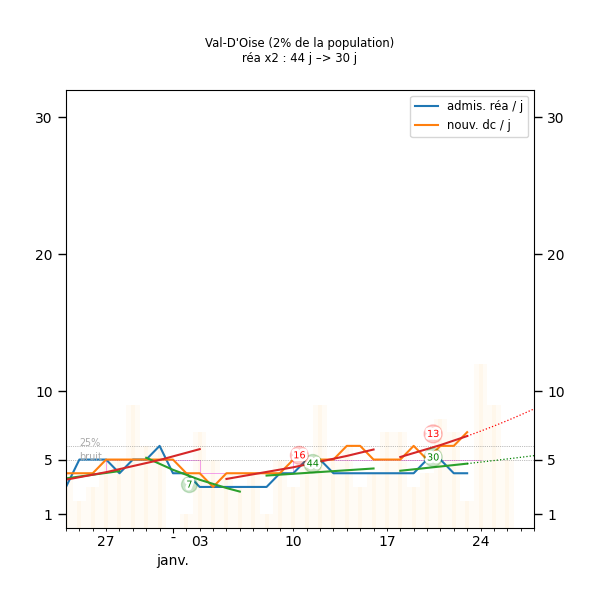 Val-D'Oise (2% de la population)
réa x2 : 44 j –> 30 j
admis. réa / j
nouv. dc / j
30 30
20 20
10 10
25%
bruit
5 5
1 1
7
16
44
13
30
27 - 03 10 17 24
janv.